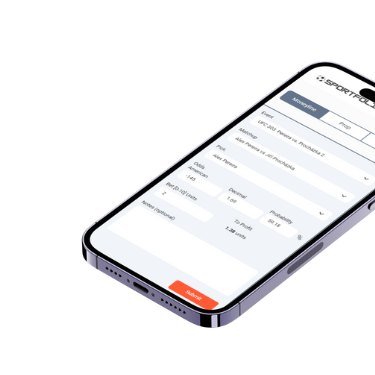 SPORTFOLI
Moneyline
Prop
Event
UFC 303: Pereira vs. Procházka 2
Matchup
Alex Pereira vs. Jiří Procházka
Pick
Alex Pereira
Odds
American
Decimal
Probability
-145
1.69
59.18
%
Bet [0-10] Units
To Profit
2
1.38 units
Notes (optional)
Submit